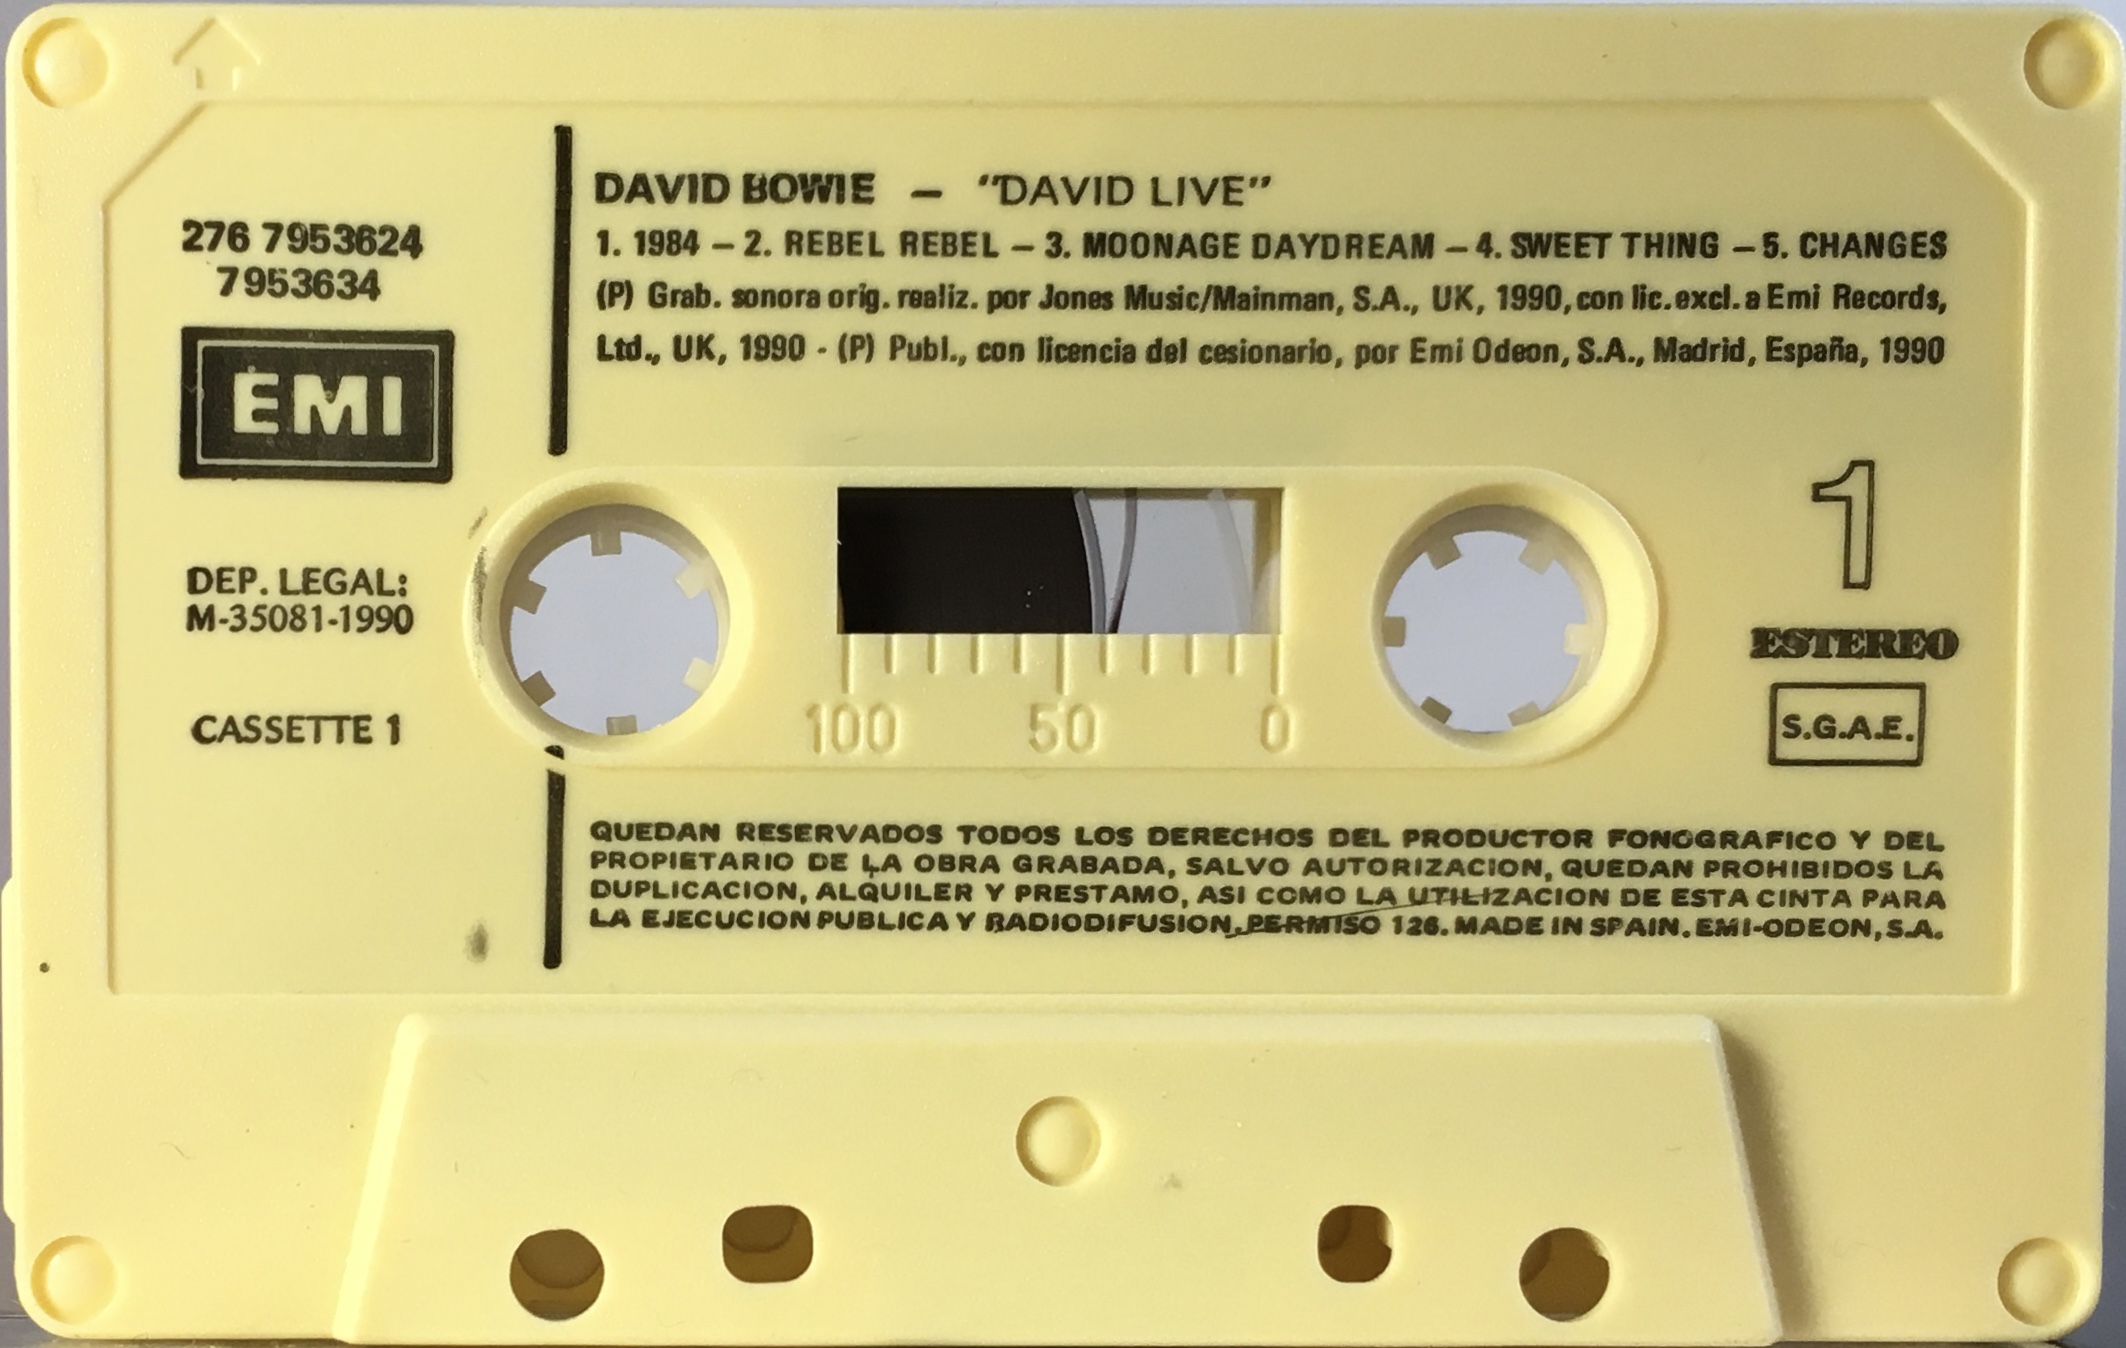 276 7953624
7953634
EMI
DEP. LEGAL:
M-35081-1990
CASSETTE 1
DAVID BOWIE – "DAVID LIVE"
1. 1984 – 2. REBEL REBEL – 3. MOONAGE DAYDREAM – 4. SWEET THING – 5. CHANGES
(P) Grab. sonora orig. realiz. por Jones Music/Mainman, S.A., UK, 1990, con lic. excl. a Emi Records,
Ltd., UK, 1990 - (P) Publ., con licencia del cesionario, por Emi Odeon, S.A., Madrid, España, 1990
100 50 0
1
ESTEREO
S.G.A.E.
QUEDAN RESERVADOS TODOS LOS DERECHOS DEL PRODUCTOR FONOGRAFICO Y DEL
PROPIETARIO DE LA OBRA GRABADA, SALVO AUTORIZACION, QUEDAN PROHIBIDOS LA
DUPLICACION, ALQUILER Y PRESTAMO, ASI COMO LA UTILIZACION DE ESTA CINTA PARA
LA EJECUCION PUBLICA Y RADIODIFUSION. PERMISO 126. MADE IN SPAIN. EMI-ODEON, S.A.